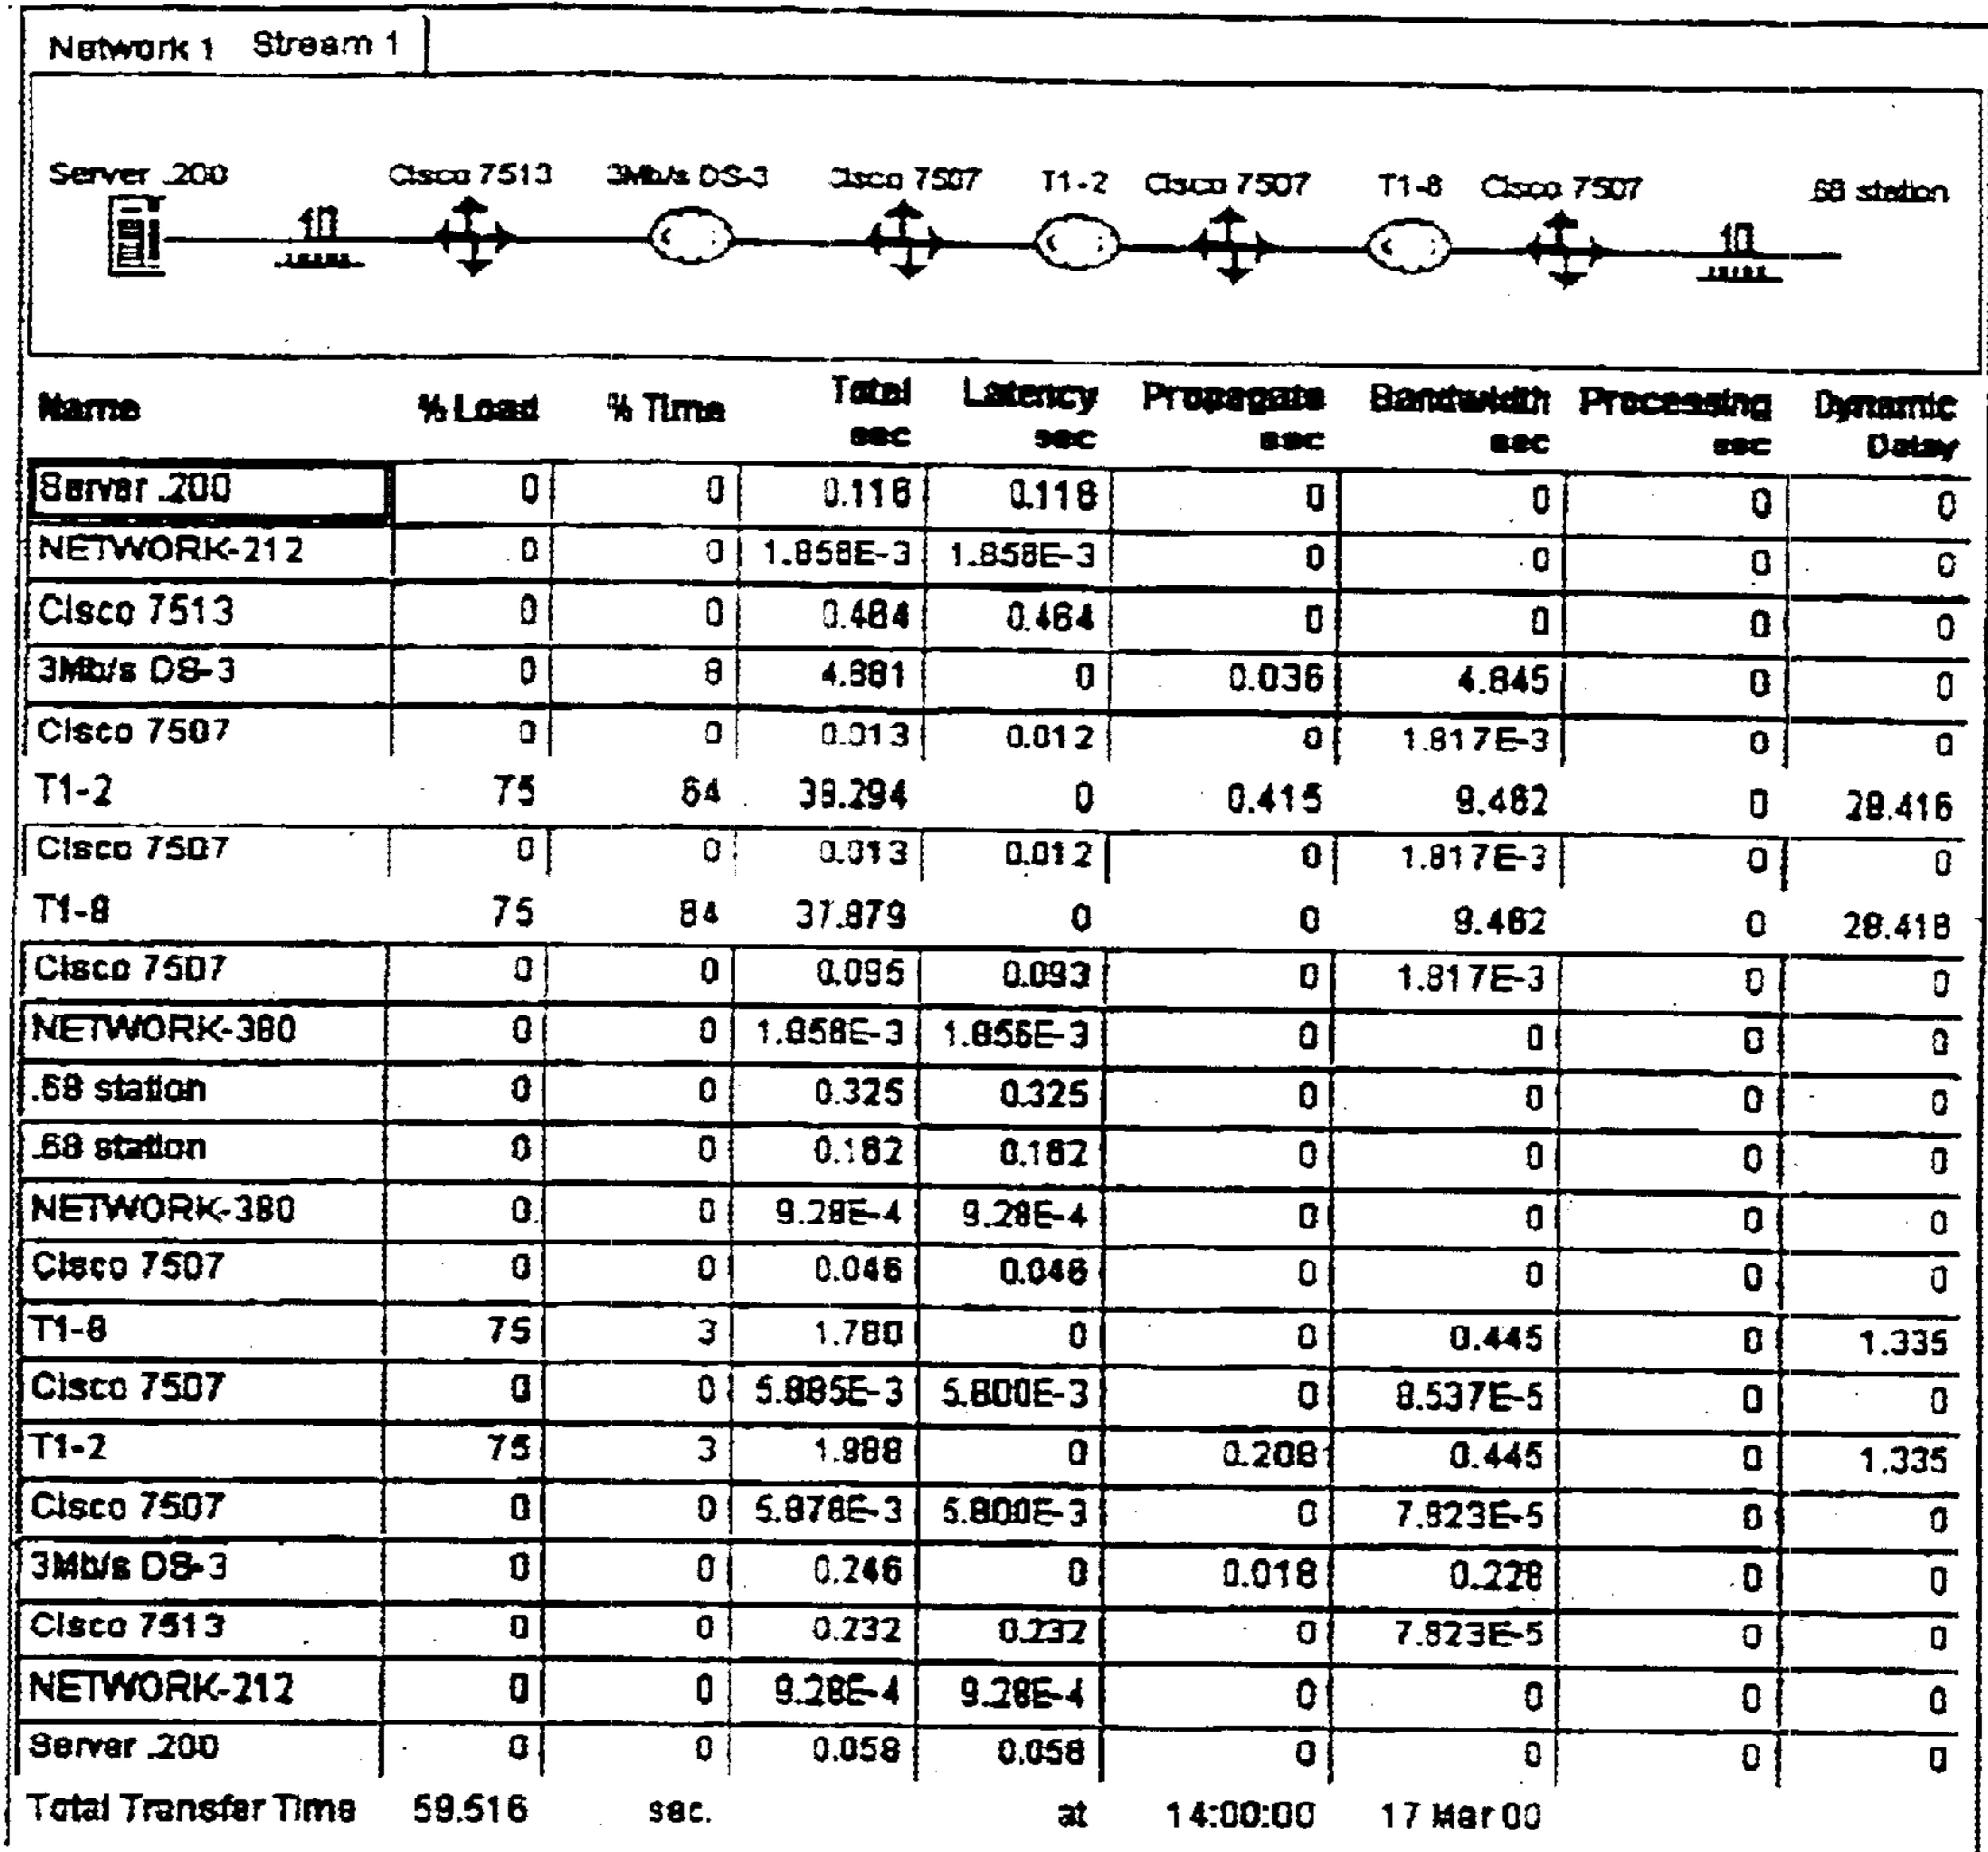 Network 1 Stream 1
Server .200 Cisco 7513 3Mb/s DS-3 Cisco 7507 T1-2 Cisco 7507 T1-8 Cisco 7507 .68 station
Name % Load % Time Total sec Latency sec Propagate sec Bandwidth sec Processing sec Dynamic Delay
Server .200 0 0 0.116 0.116 0 0 0 0
NETWORK-212 0 0 1.858E-3 1.858E-3 0 0 0 0
Cisco 7513 0 0 0.464 0.464 0 0 0 0
3Mb/s DS-3 0 8 4.881 0 0.036 4.845 0 0
Cisco 7507 0 0 0.013 0.012 0 1.817E-3 0 0
T1-2 75 64 38.294 0 0.415 9.462 0 28.416
Cisco 7507 0 0 0.013 0.012 0 1.817E-3 0 0
T1-8 75 64 37.879 0 0 9.462 0 28.416
Cisco 7507 0 0 0.095 0.093 0 1.817E-3 0 0
NETWORK-380 0 0 1.858E-3 1.856E-3 0 0 0 0
.68 station 0 0 0.325 0.325 0 0 0 0
.68 station 0 0 0.162 0.162 0 0 0 0
NETWORK-380 0 0 9.28E-4 9.28E-4 0 0 0 0
Cisco 7507 0 0 0.046 0.046 0 0 0 0
T1-8 75 3 1.780 0 0 0.445 0 1.335
Cisco 7507 0 0 5.885E-3 5.800E-3 0 8.537E-5 0 0
T1-2 75 3 1.988 0 0.208 0.445 0 1.335
Cisco 7507 0 0 5.878E-3 5.800E-3 0 7.823E-5 0 0
3Mb/s DS-3 0 0 0.246 0 0.018 0.228 0 0
Cisco 7513 0 0 0.232 0.232 0 7.823E-5 0 0
NETWORK-212 0 0 9.28E-4 9.28E-4 0 0 0 0
Server .200 0 0 0.058 0.058 0 0 0 0
Total Transfer Time 59.516 sec. at 14:00:00 17 Mar 00